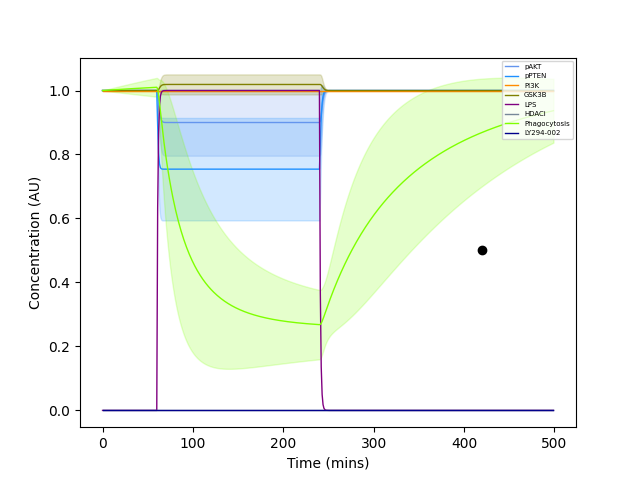 pAKT
pPTEN
PI3K
GSK3B
LPS
HDACi
Phagocytosis
LY294-002
1.0
0.8
0.6
0.4
0.2
0.0
Concentration (AU)
0 100 200 300 400 500
Time (mins)